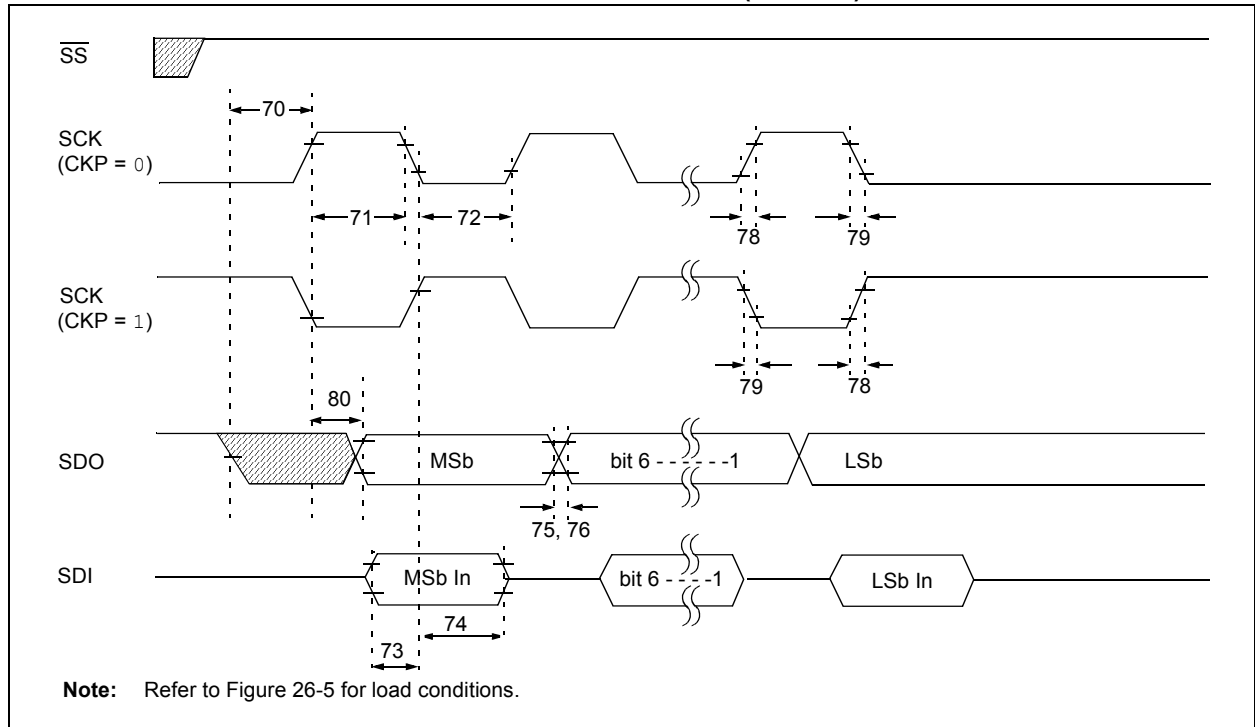 SS
70
SCK
(CKP = 0)
71
72
78
79
SCK
(CKP = 1)
79
78
80
SDO
MSb
bit 6 - - - - - -1
LSb
75, 76
SDI
MSb In
bit 6 - - - -1
LSb In
74
73
Note: Refer to Figure 26-5 for load conditions.